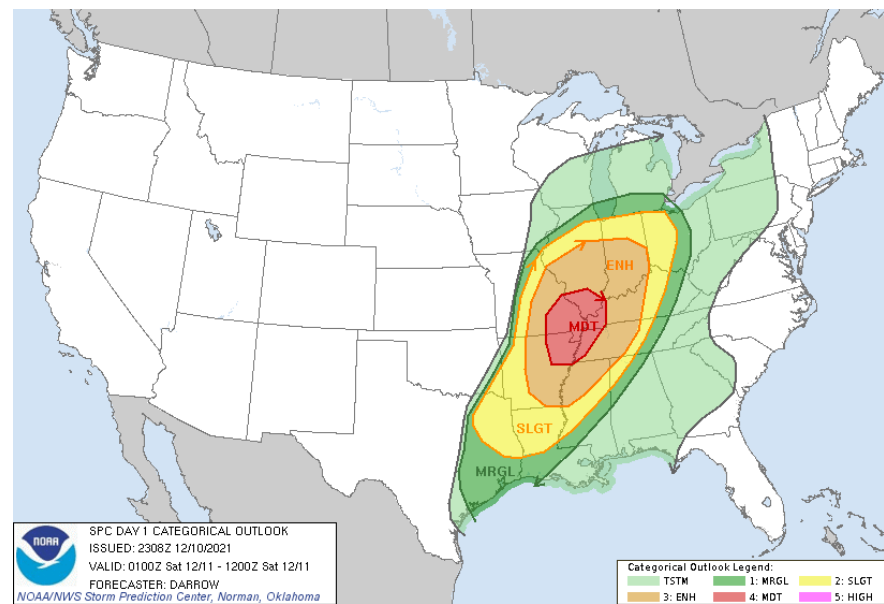 ENH
MDT
SLGT
MRGL
NOAA
SPC DAY 1 CATEGORICAL OUTLOOK
ISSUED: 2308Z 12/10/2021
VALID: 0100Z Sat 12/11 - 1200Z Sat 12/11
FORECASTER: DARROW
NOAA/NWS Storm Prediction Center, Norman, Oklahoma
Categorical Outlook Legend:
TSTM 1: MRGL 2: SLGT
3: ENH 4: MDT 5: HIGH